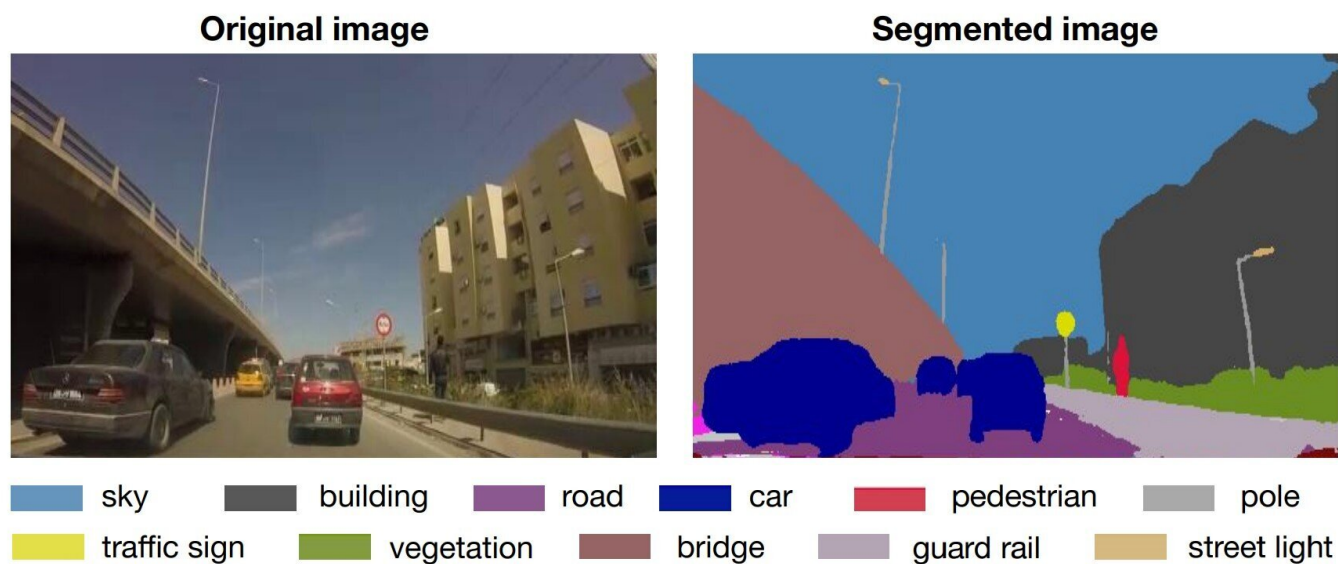 Original image
Segmented image
sky
building
road
car
pedestrian
pole
traffic sign
vegetation
bridge
guard rail
street light